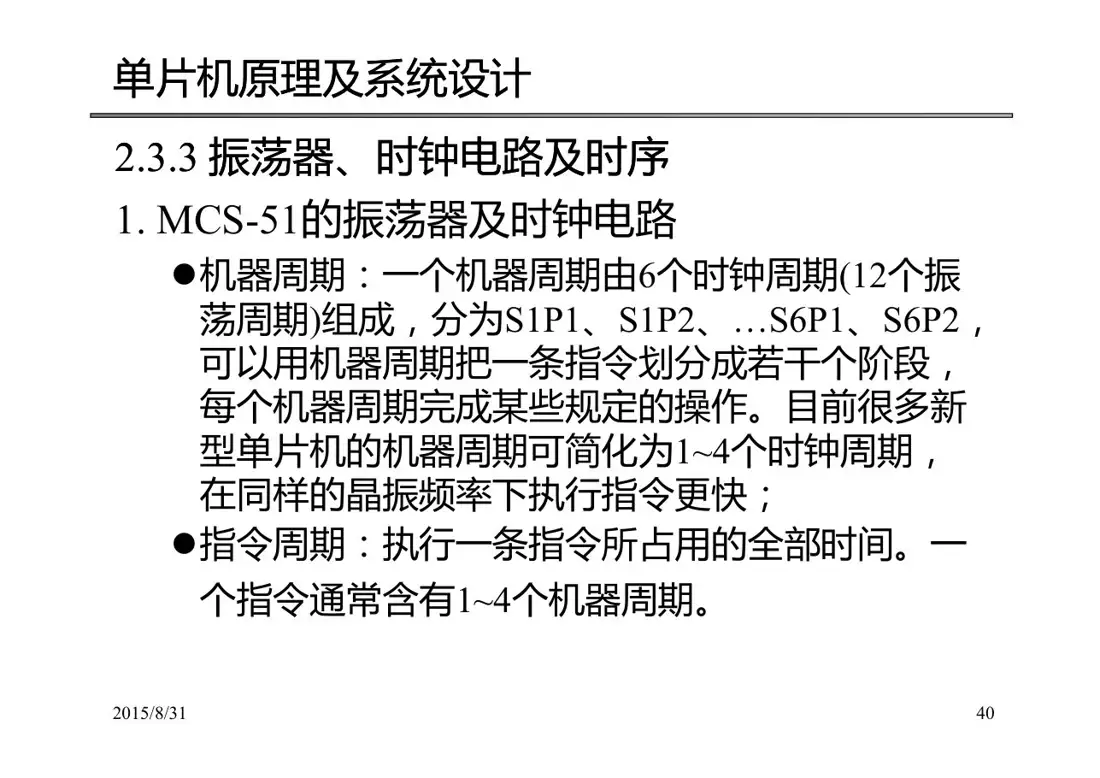 单片机原理及系统设计
2.3.3 振荡器、时钟电路及时序
1. MCS-51的振荡器及时钟电路
●机器周期：一个机器周期由6个时钟周期(12个振
荡周期)组成，分为S1P1、S1P2、…S6P1、S6P2，
可以用机器周期把一条指令划分成若干个阶段，
每个机器周期完成某些规定的操作。目前很多新
型单片机的机器周期可简化为1~4个时钟周期，
在同样的晶振频率下执行指令更快；
●指令周期：执行一条指令所占用的全部时间。一
个指令通常含有1~4个机器周期。
2015/8/31
40